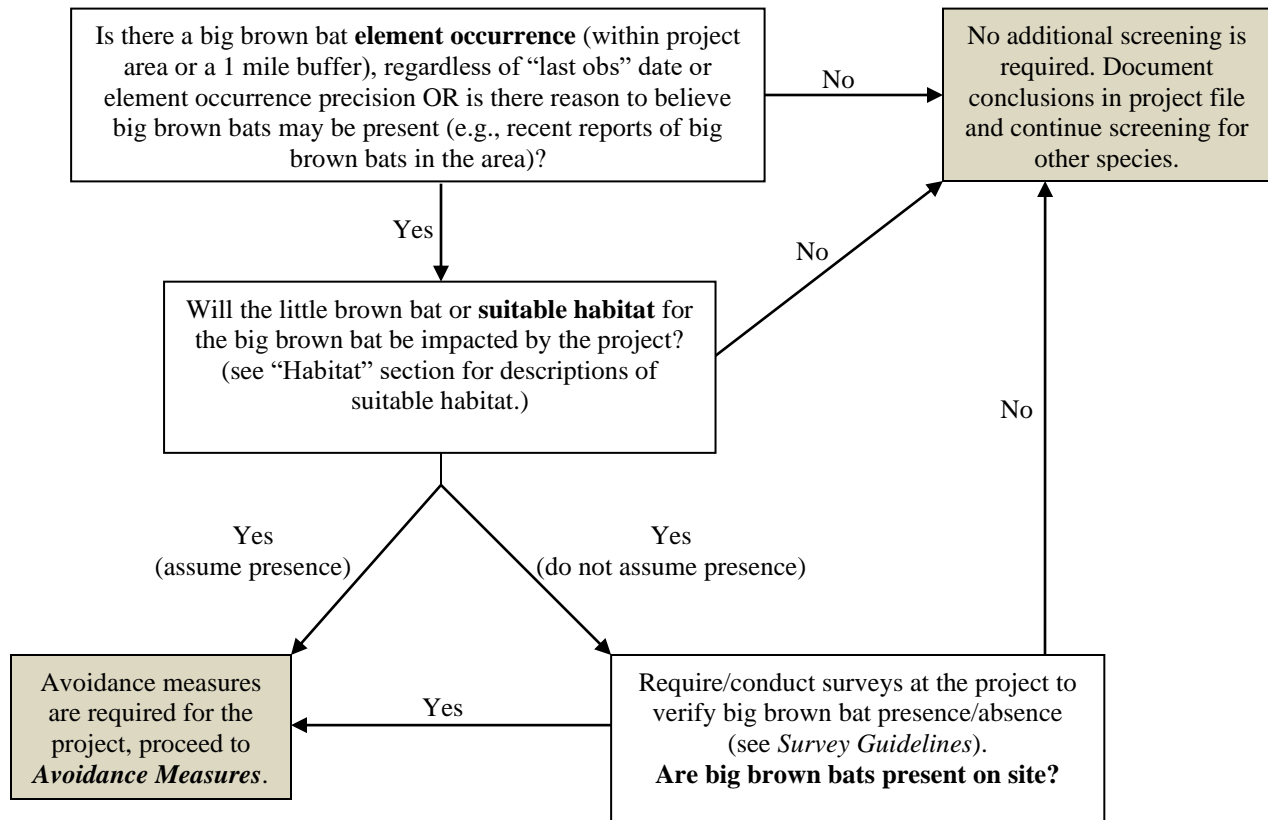 Is there a big brown bat element occurrence (within project
area or a 1 mile buffer), regardless of “last obs” date or
element occurrence precision OR is there reason to believe
big brown bats may be present (e.g., recent reports of big
brown bats in the area)?
No
No additional screening is
required. Document
conclusions in project file
and continue screening for
other species.
Yes
No
Will the little brown bat or suitable habitat for
the big brown bat be impacted by the project?
(see “Habitat” section for descriptions of
suitable habitat.)
No
Yes
(assume presence)
Yes
(do not assume presence)
Avoidance measures
are required for the
project, proceed to
Avoidance Measures.
Yes
Require/conduct surveys at the project to
verify big brown bat presence/absence
(see Survey Guidelines).
Are big brown bats present on site?